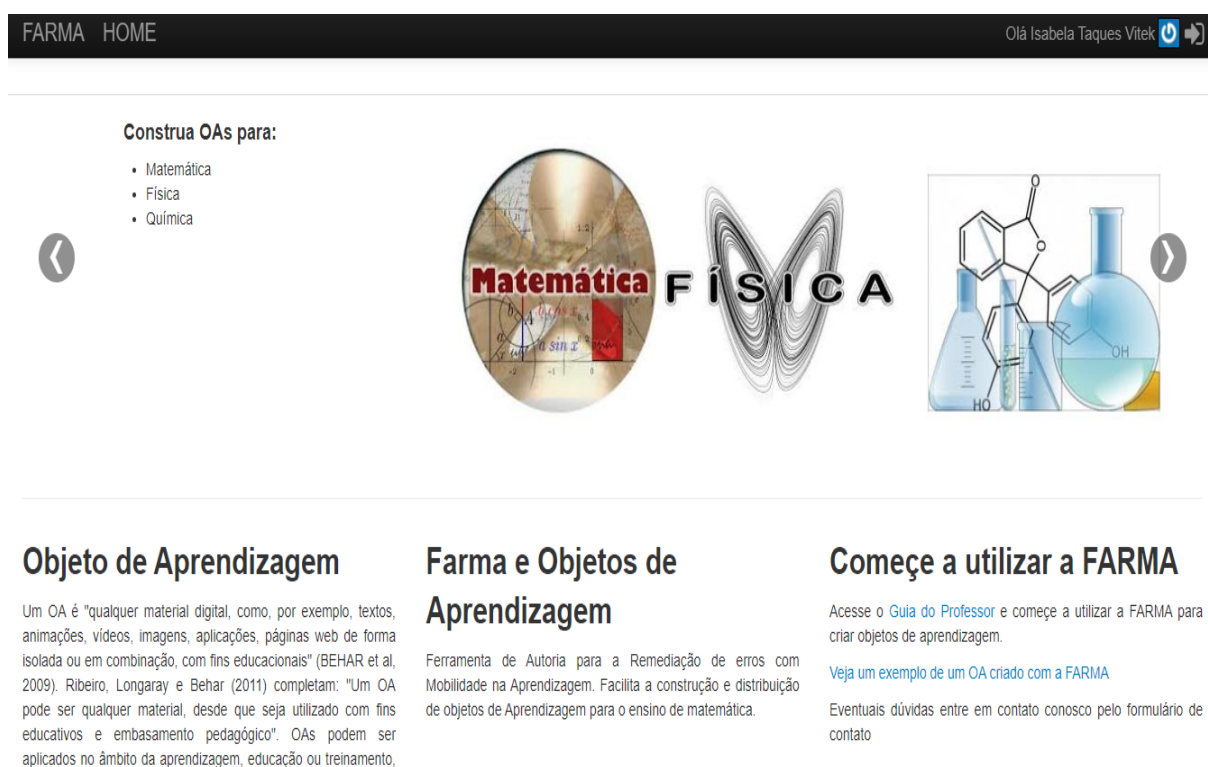 FARMA HOME
Olá Isabela Taques Vitek
Construa OAs para:
• Matemática
• Física
• Química
Matemática
FÍSICA
b cos x
a sin x
O
O
OH
HO
Objeto de Aprendizagem
Um OA é "qualquer material digital, como, por exemplo, textos,
animações, vídeos, imagens, aplicações, páginas web de forma
isolada ou em combinação, com fins educacionais" (BEHAR et al,
2009). Ribeiro, Longaray e Behar (2011) completam: "Um OA
pode ser qualquer material, desde que seja utilizado com fins
educativos e embasamento pedagógico". OAs podem ser
aplicados no âmbito da aprendizagem, educação ou treinamento,
Farma e Objetos de
Aprendizagem
Ferramenta de Autoria para a Remediação de erros com
Mobilidade na Aprendizagem. Facilita a construção e distribuição
de objetos de Aprendizagem para o ensino de matemática.
Começe a utilizar a FARMA
Acesse o Guia do Professor e começe a utilizar a FARMA para
criar objetos de aprendizagem.
Veja um exemplo de um OA criado com a FARMA
Eventuais dúvidas entre em contato conosco pelo formulário de
contato